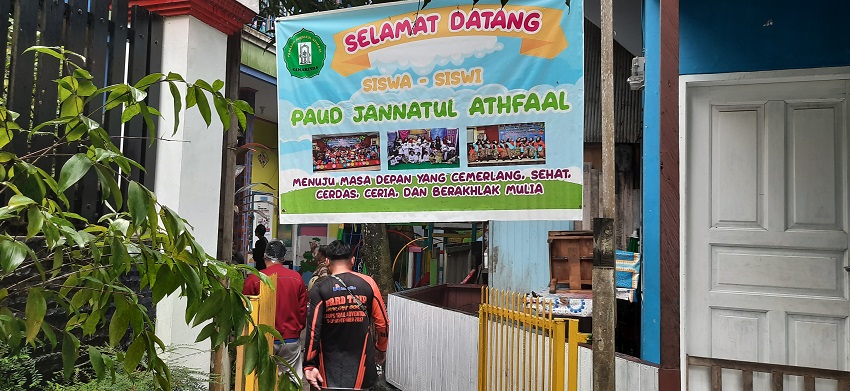 SELAMAT DATANG
SISWA - SISWI
PAUD JANNATUL ATHFAAL
MENUJU MASA DEPAN YANG CEMERLANG, SEHAT,
CERDAS, CERIA, DAN BERAKHLAK MULIA